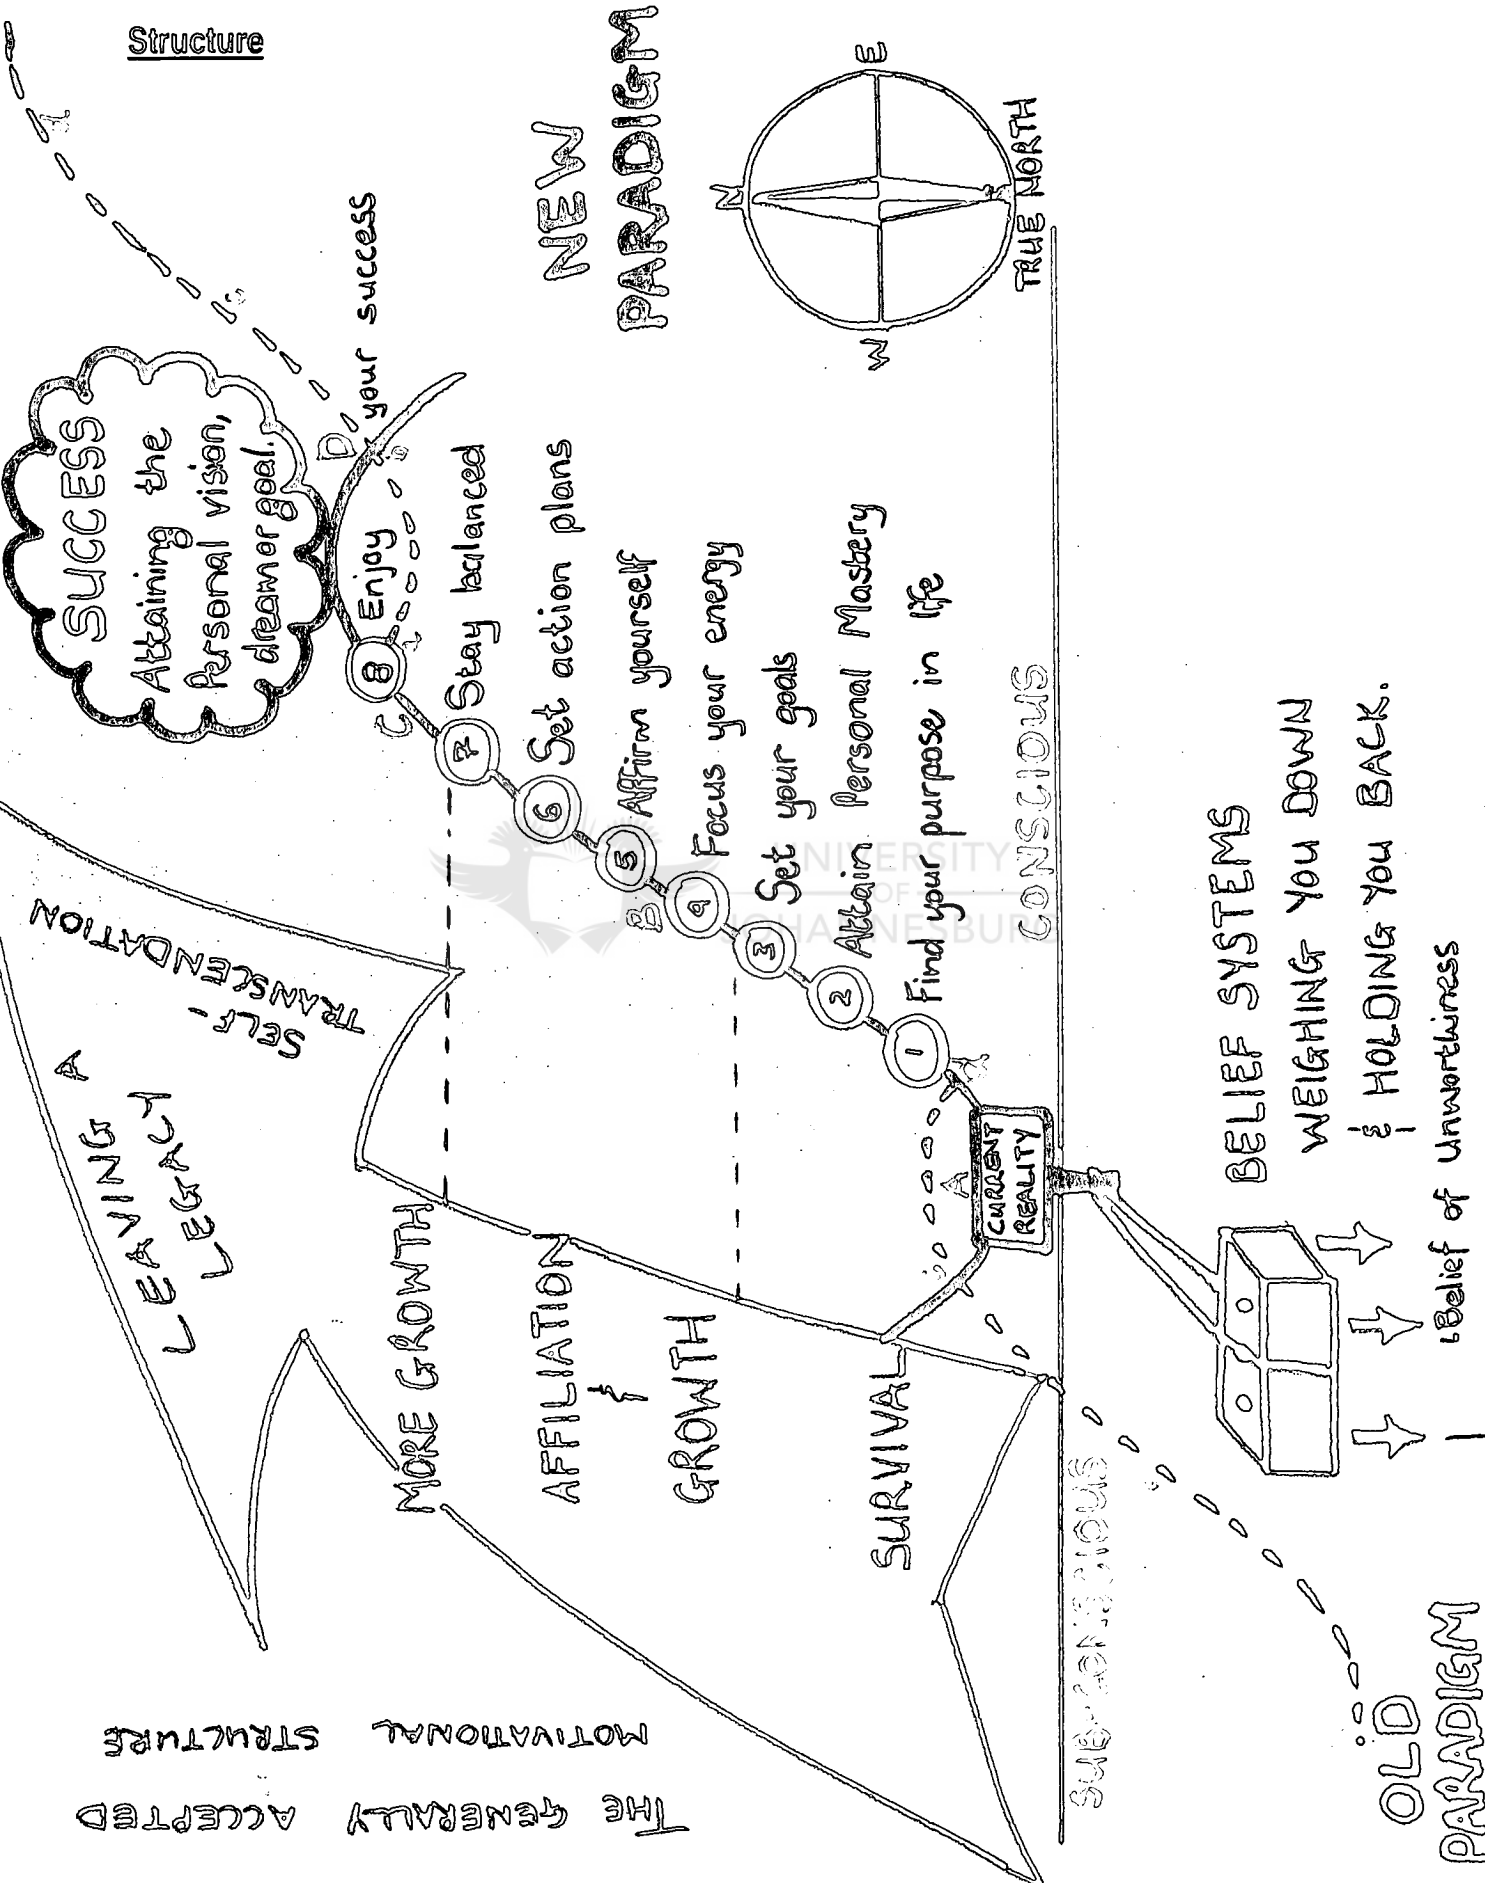 Structure
SUCCESS
Attaining the
Personal vision,
dream or goal.
NEW
PARADIGM
N
E
W
TRUE NORTH
D
8 Enjoy your success
C
7 Stay balanced
6 Set action plans
5 Affirm yourself
B
4 Focus your energy
3 Set your goals
2 Attain Personal Mastery
1 Find your purpose in life
A
CURRENT
REALITY
CONSCIOUS
SUB-CONSCIOUS
UNIVERSITY
OF
JOHANNESBURG
SELF-
TRANSCENDATION
LEAVING A
LEGACY
MORE GROWTH
AFFILIATION
&
GROWTH
SURVIVAL
THE GENERALLY ACCEPTED
MOTIVATIONAL STRUCTURE
BELIEF SYSTEMS
WEIGHING YOU DOWN
& HOLDING YOU BACK.
Belief of unworthiness
OLD
PARADIGM